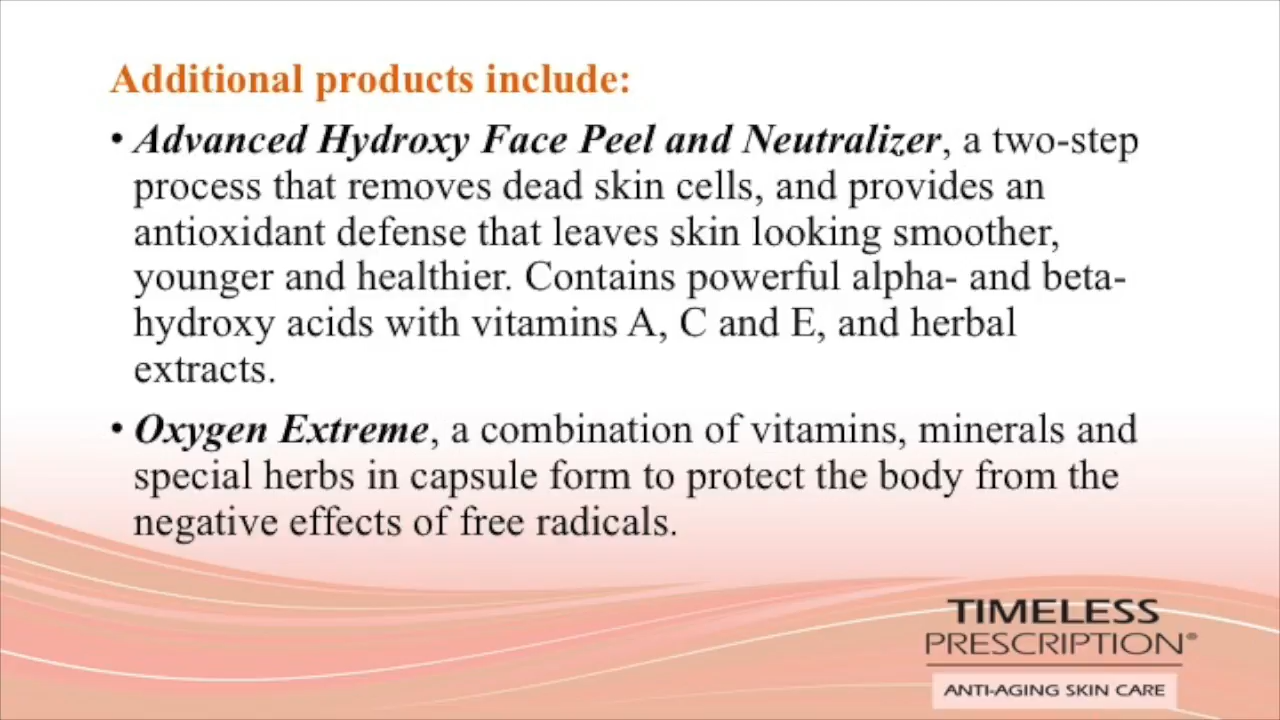 Additional products include:
• Advanced Hydroxy Face Peel and Neutralizer, a two-step
process that removes dead skin cells, and provides an
antioxidant defense that leaves skin looking smoother,
younger and healthier. Contains powerful alpha- and beta-
hydroxy acids with vitamins A, C and E, and herbal
extracts.
• Oxygen Extreme, a combination of vitamins, minerals and
special herbs in capsule form to protect the body from the
negative effects of free radicals.
TIMELESS
PRESCRIPTION®
ANTI-AGING SKIN CARE